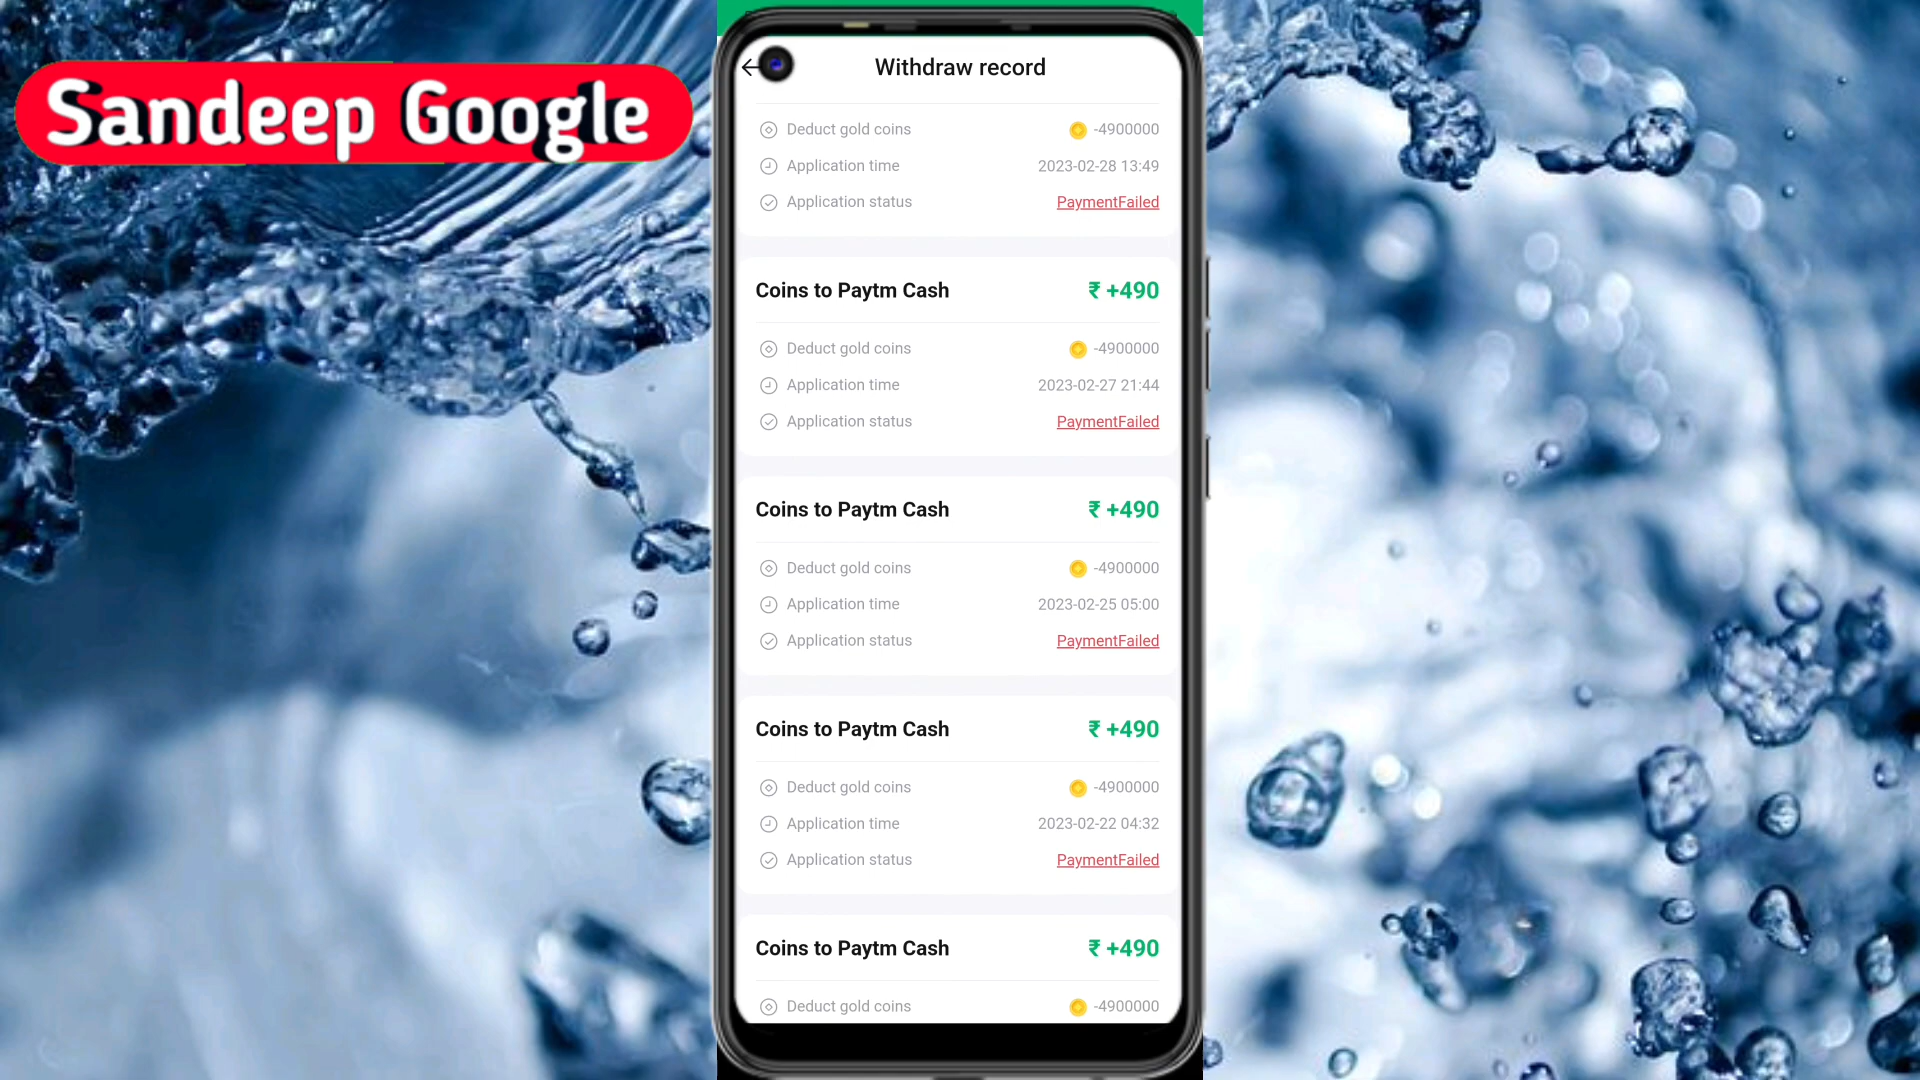 Sandeep Google
Withdraw record
Deduct gold coins -4900000
Application time 2023-02-28 13:49
Application status PaymentFailed
Coins to Paytm Cash ₹ +490
Deduct gold coins -4900000
Application time 2023-02-27 21:44
Application status PaymentFailed
Coins to Paytm Cash ₹ +490
Deduct gold coins -4900000
Application time 2023-02-25 05:00
Application status PaymentFailed
Coins to Paytm Cash ₹ +490
Deduct gold coins -4900000
Application time 2023-02-22 04:32
Application status PaymentFailed
Coins to Paytm Cash ₹ +490
Deduct gold coins -4900000